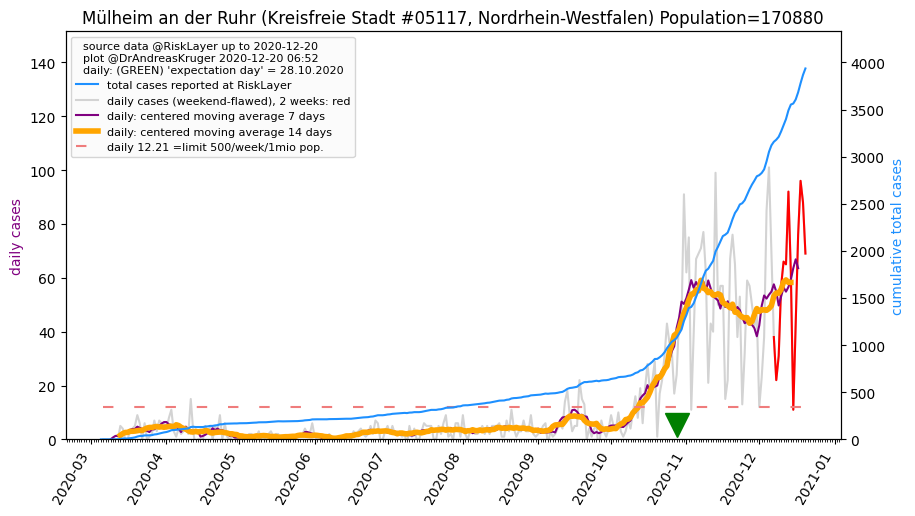 Mülheim an der Ruhr (Kreisfreie Stadt #05117, Nordrhein-Westfalen) Population=170880
source data @RiskLayer up to 2020-12-20
plot @DrAndreasKruger 2020-12-20 06:52
daily: (GREEN) 'expectation day' = 28.10.2020
total cases reported at RiskLayer
daily cases (weekend-flawed), 2 weeks: red
daily: centered moving average 7 days
daily: centered moving average 14 days
daily 12.21 =limit 500/week/1mio pop.
daily cases
140
120
100
80
60
40
20
0
cumulative total cases
4000
3500
3000
2500
2000
1500
1000
500
0
2020-03
2020-04
2020-05
2020-06
2020-07
2020-08
2020-09
2020-10
2020-11
2020-12
2021-01